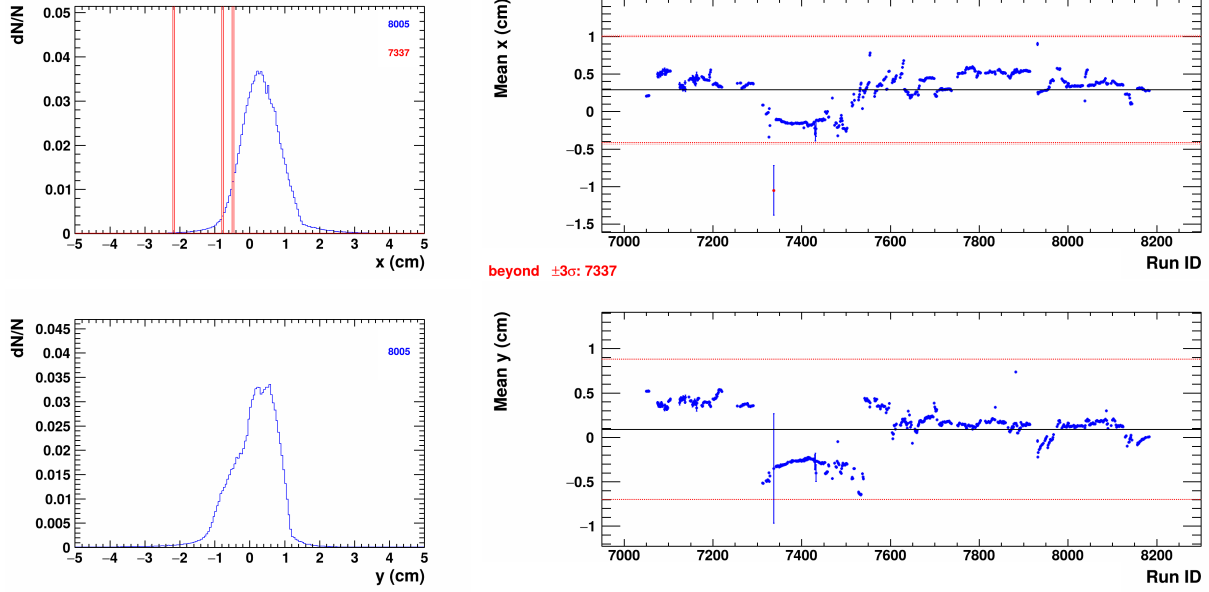 dN/N
0.05
0.04
0.03
0.02
0.01
0
8005
7337
−5 −4 −3 −2 −1 0 1 2 3 4 5
x (cm)
Mean x (cm)
1
0.5
0
−0.5
−1
−1.5
7000 7200 7400 7600 7800 8000 8200
Run ID
beyond ±3σ: 7337
dN/N
0.045
0.04
0.035
0.03
0.025
0.02
0.015
0.01
0.005
0
8005
−5 −4 −3 −2 −1 0 1 2 3 4 5
y (cm)
Mean y (cm)
1
0.5
0
−0.5
−1
7000 7200 7400 7600 7800 8000 8200
Run ID